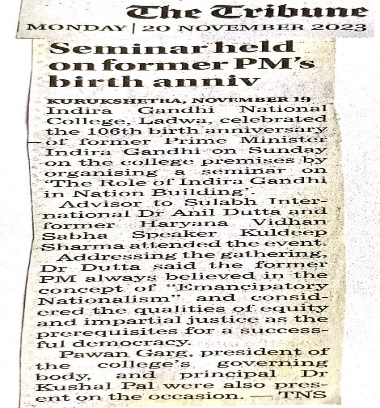 The Tribune
MONDAY | 20 NOVEMBER 2023
Seminar held
on former PM's
birth anniv
KURUKSHETRA, NOVEMBER 19
Indira Gandhi National
College, Ladwa, celebrated
the 106th birth anniversary
of former Prime Minister
Indira Gandhi on Sunday
on the college premises by
organising a seminar on
"The Role of Indira Gandhi
in Nation Building".
Advisor to Sulabh Inter-
national Dr Anil Dutta and
former Haryana Vidhan
Sabha Speaker Kuldeep
Sharma attended the event.
Addressing the gathering,
Dr Dutta said the former
PM always believed in the
concept of "Emancipatory
Nationalism" and consid-
ered the qualities of equity
and impartial justice as the
prerequisites for a success-
ful democracy.
Pawan Garg, president of
the college's governing
body, and principal Dr
Kushal Pal were also pres-
ent on the occasion. — TNS